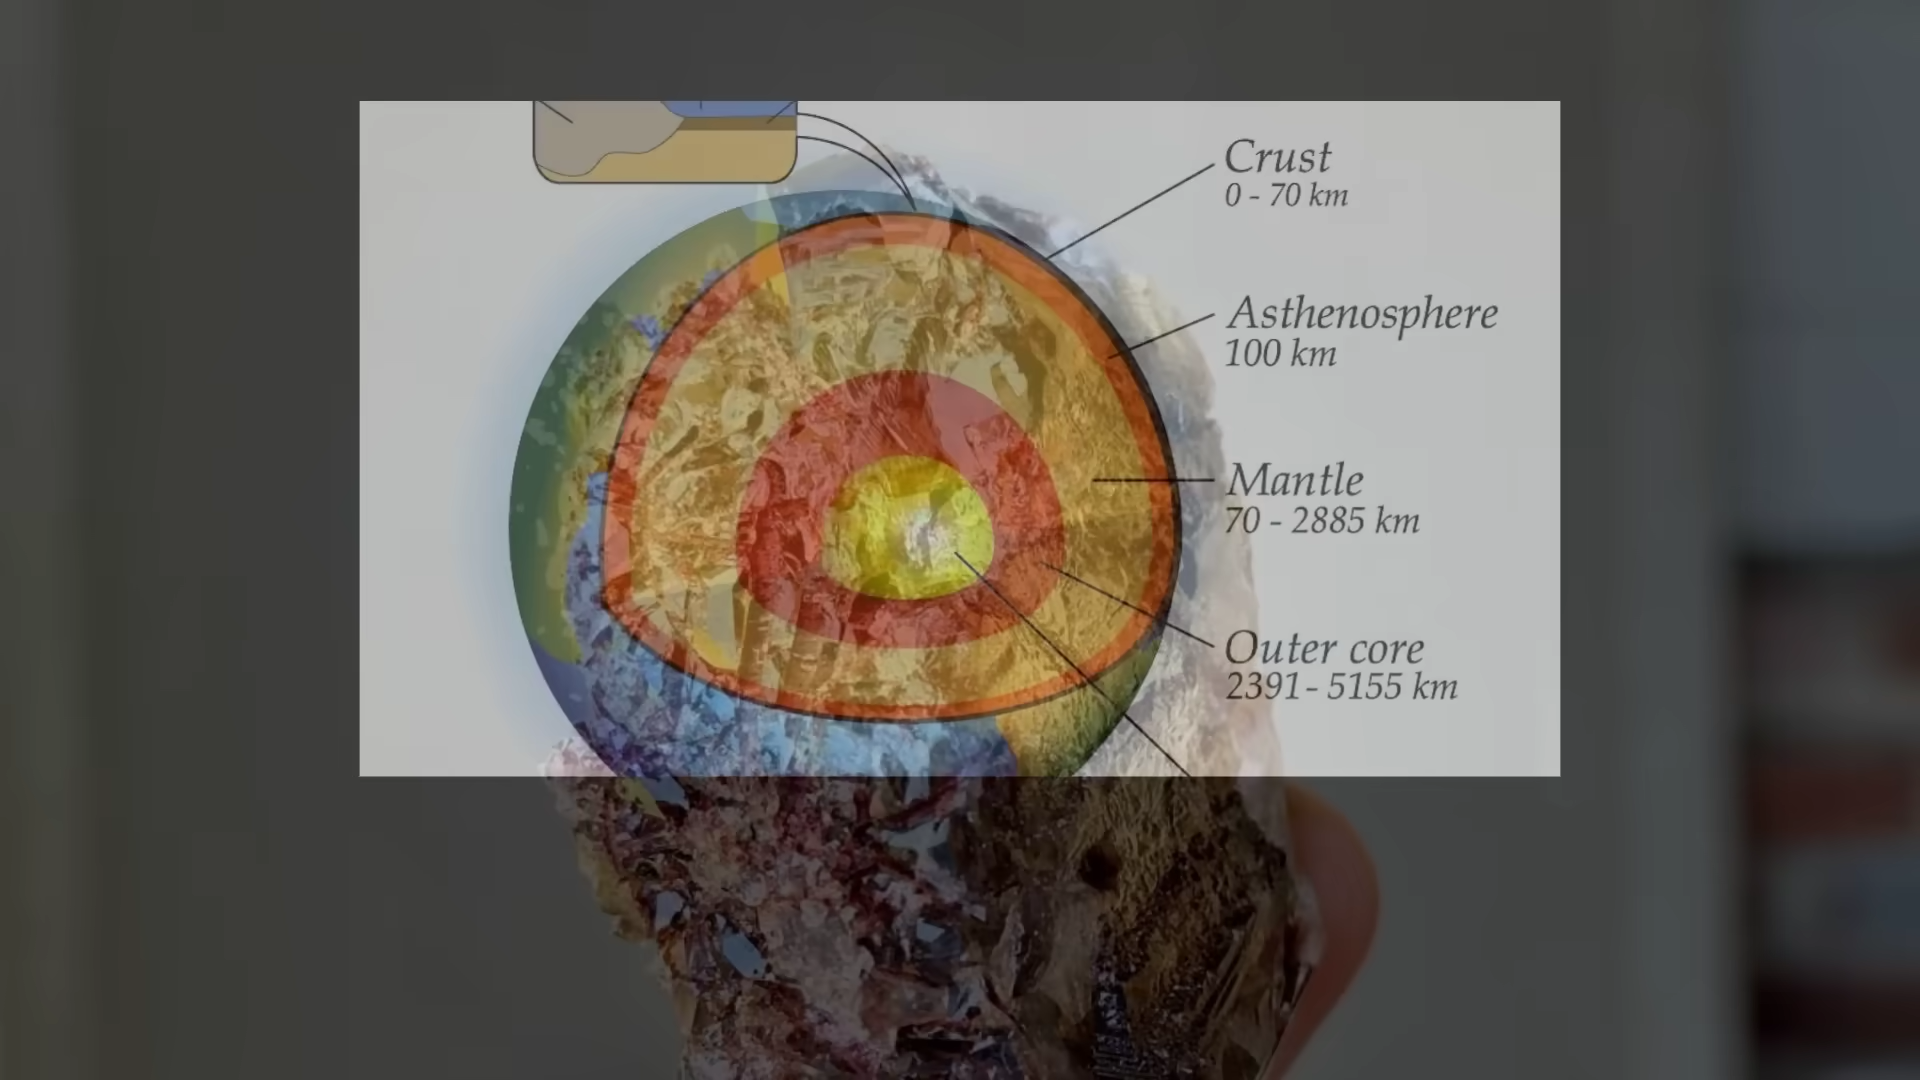 Crust
0 - 70 km
Asthenosphere
100 km
Mantle
70 - 2885 km
Outer core
2391 - 5155 km